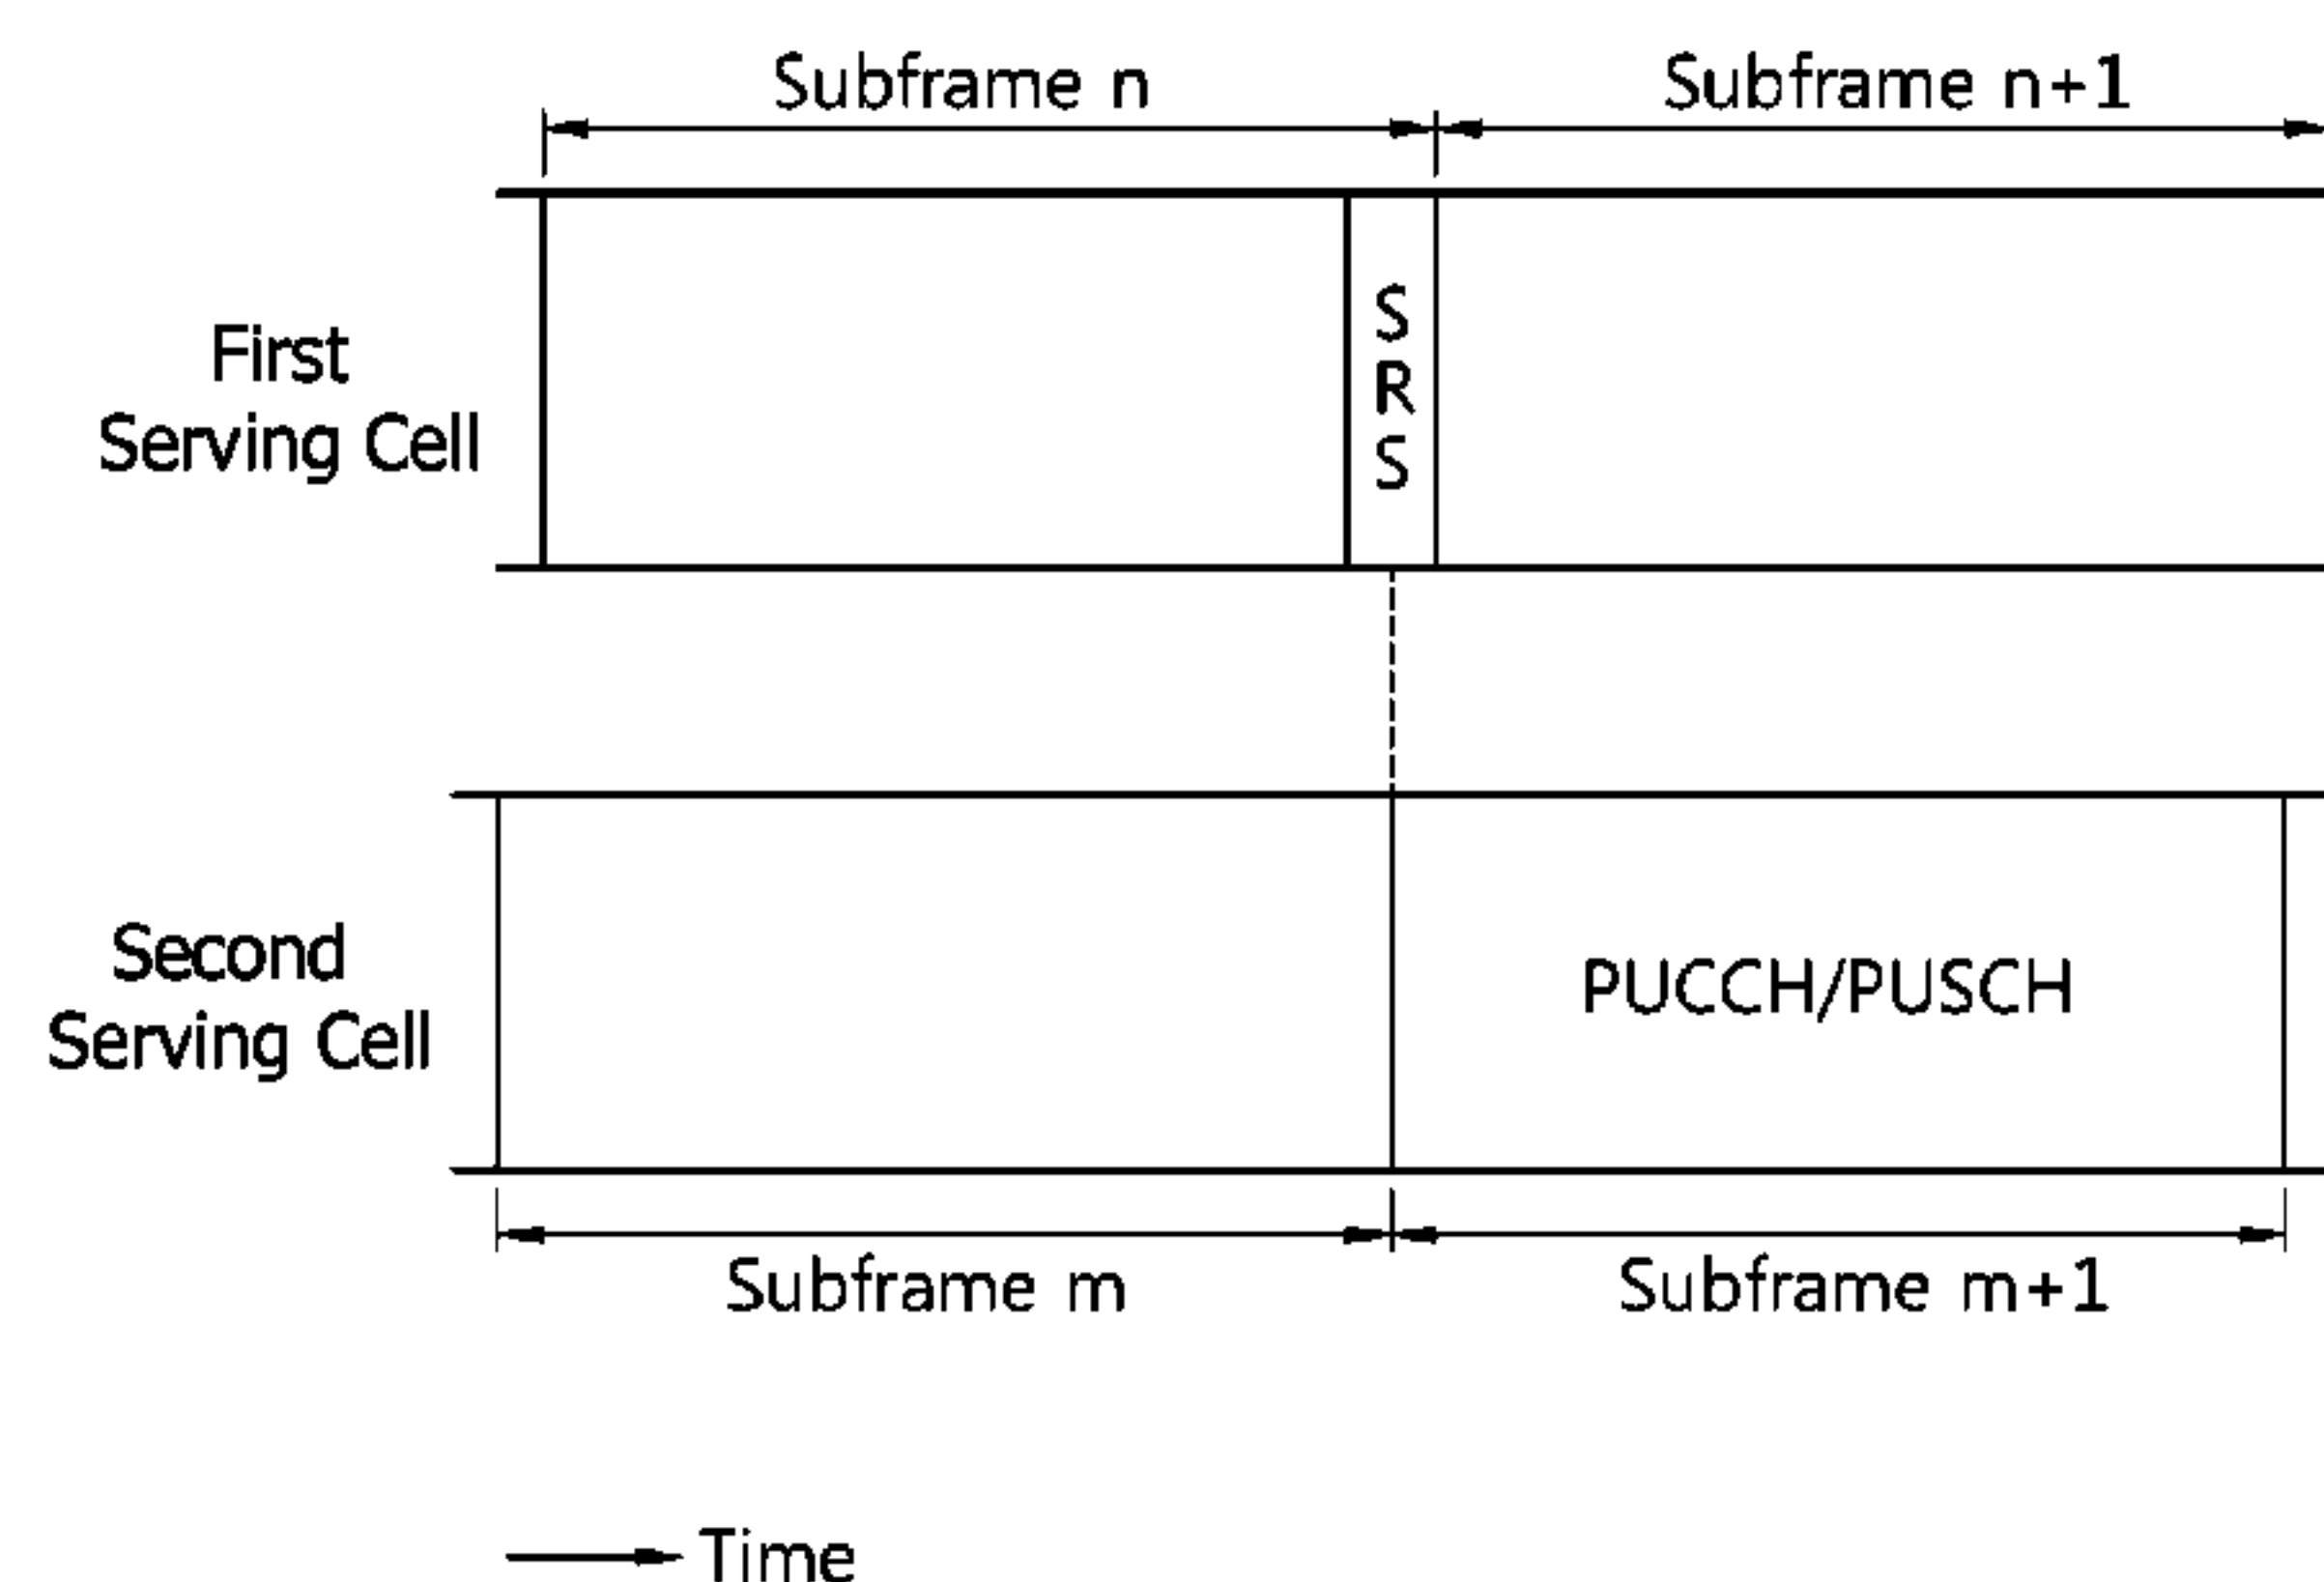 Subframe n
Subframe n+1
First
Serving Cell
S
R
S
Second
Serving Cell
PUCCH/PUSCH
Subframe m
Subframe m+1
Time